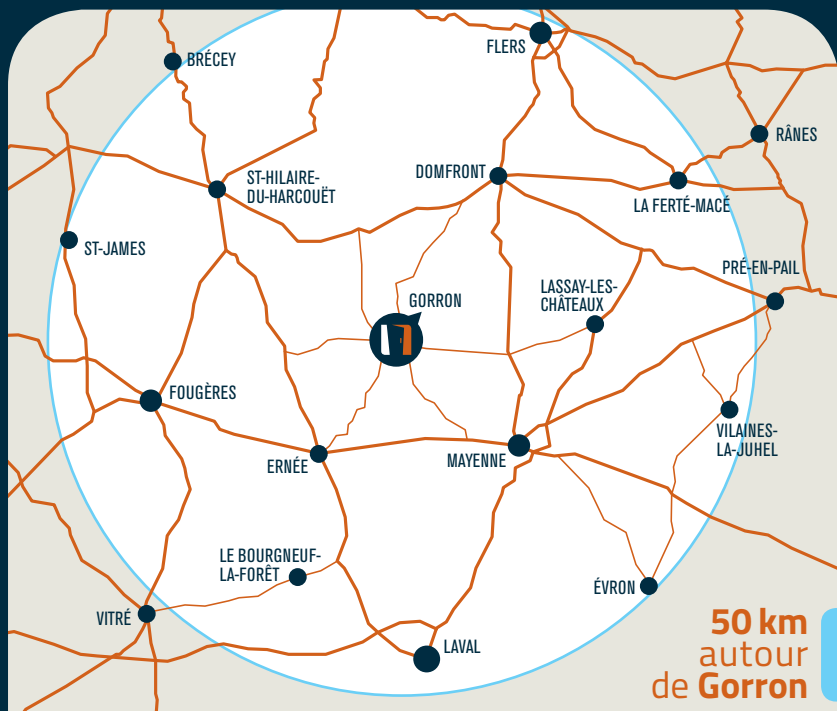 FLERS
BRÉCEY
RÂNES
DOMFRONT
ST-HILAIRE-
DU-HARCOUËT
LA FERTÉ-MACÉ
ST-JAMES
PRÉ-EN-PAIL
LASSAY-LES-
CHÂTEAUX
GORRON
FOUGÈRES
VILAINES-
LA-JUHEL
ERNÉE
MAYENNE
LE BOURGNEUF-
LA-FORÊT
ÉVRON
VITRÉ
LAVAL
50 km
autour
de Gorron